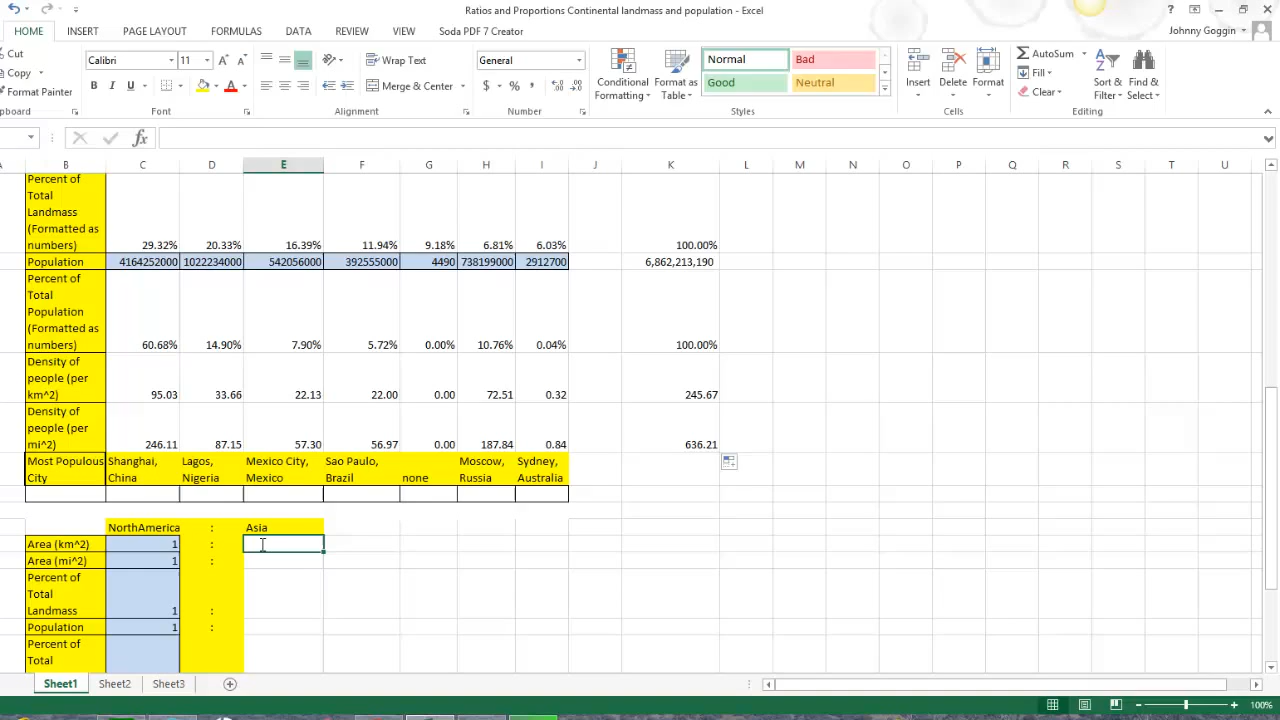 Ratios and Proportions Continental landmass and population - Excel
HOME INSERT PAGE LAYOUT FORMULAS DATA REVIEW VIEW Soda PDF 7 Creator
Johnny Goggin
Cut
Copy
Format Painter
Calibri 11
B I U
Wrap Text
Merge & Center
General
$ % ,
Conditional Formatting
Format as Table
Normal Bad
Good Neutral
Insert Delete Format
AutoSum
Fill
Clear
Sort & Filter
Find & Select
pboard Font Alignment Number Styles Cells Editing
fx
B C D E F G H I J K L M N O P Q R S T U
Percent of
Total
Landmass
(Formatted as
numbers) 29.32% 20.33% 16.39% 11.94% 9.18% 6.81% 6.03% 100.00%
Population 4164252000 1022234000 542056000 392555000 4490 738199000 2912700 6,862,213,190
Percent of
Total
Population
(Formatted as
numbers) 60.68% 14.90% 7.90% 5.72% 0.00% 10.76% 0.04% 100.00%
Density of
people (per
km^2) 95.03 33.66 22.13 22.00 0.00 72.51 0.32 245.67
Density of
people (per
mi^2) 246.11 87.15 57.30 56.97 0.00 187.84 0.84 636.21
Most Populous Shanghai, Lagos, Mexico City, Sao Paulo, Moscow, Sydney,
City China Nigeria Mexico Brazil none Russia Australia
NorthAmerica : Asia
Area (km^2) 1 :
Area (mi^2) 1 :
Percent of
Total
Landmass 1 :
Population 1 :
Percent of
Total
Sheet1 Sheet2 Sheet3
100%